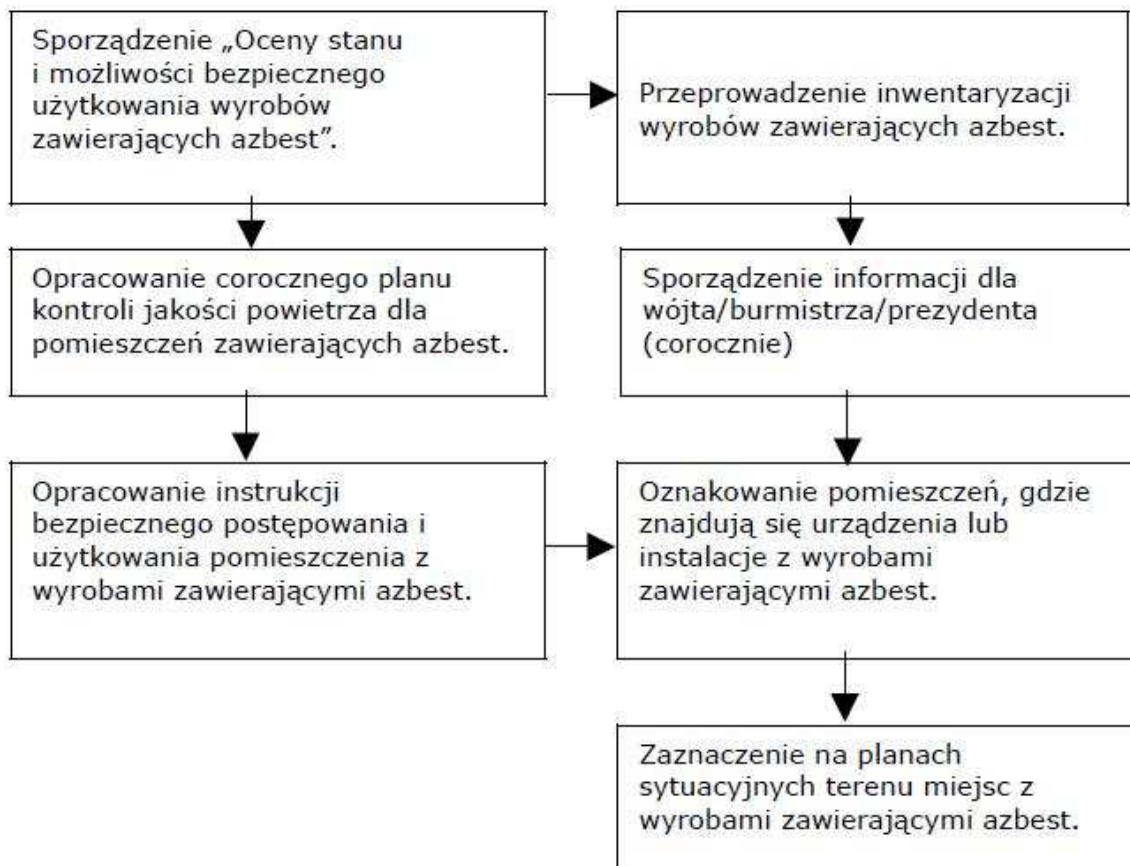 Sporządzenie „Oceny stanu
i możliwości bezpiecznego
użytkowania wyrobów
zawierających azbest”.
Przeprowadzenie inwentaryzacji
wyrobów zawierających azbest.
Opracowanie corocznego planu
kontroli jakości powietrza dla
pomieszczeń zawierających azbest.
Sporządzenie informacji dla
wójta/burmistrza/prezydenta
(corocznie)
Opracowanie instrukcji
bezpiecznego postępowania i
użytkowania pomieszczenia z
wyrobami zawierającymi azbest.
Oznakowanie pomieszczeń, gdzie
znajdują się urządzenia lub
instalacje z wyrobami
zawierającymi azbest.
Zaznaczenie na planach
sytuacyjnych terenu miejsc z
wyrobami zawierającymi azbest.